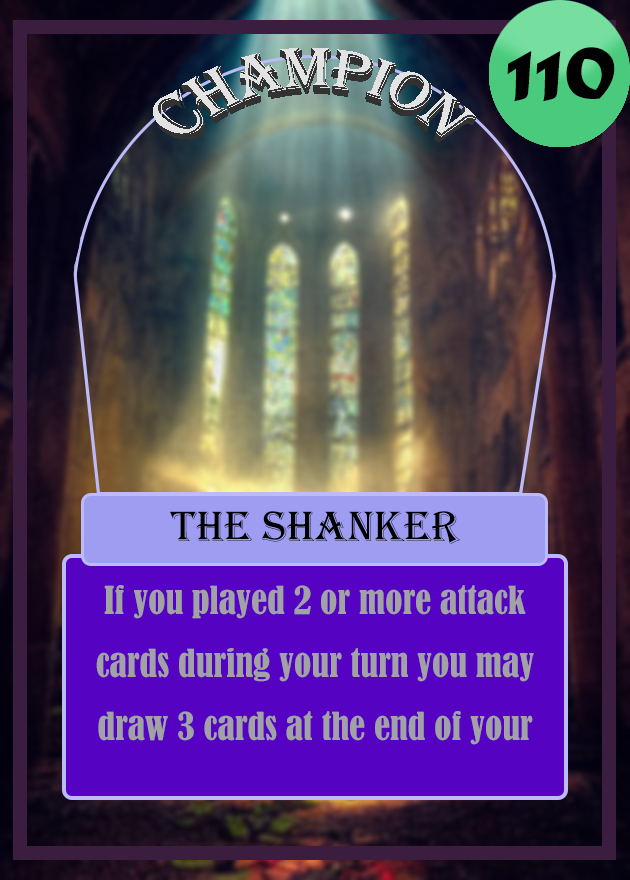 CHAMPION
110
THE SHANKER
If you played 2 or more attack
cards during your turn you may
draw 3 cards at the end of your